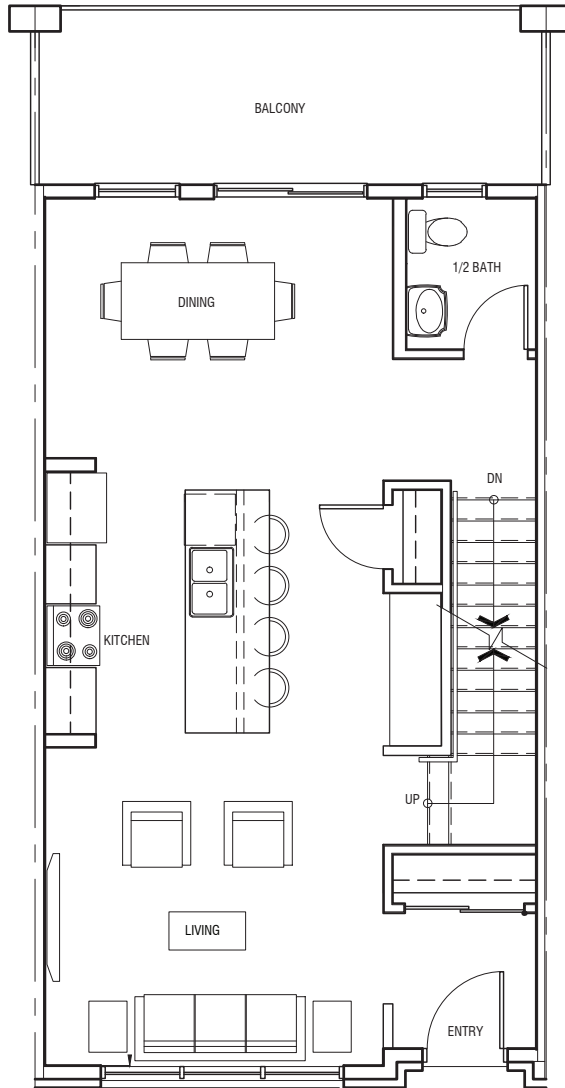 BALCONY
1/2 BATH
DINING
DN
KITCHEN
UP
LIVING
ENTRY